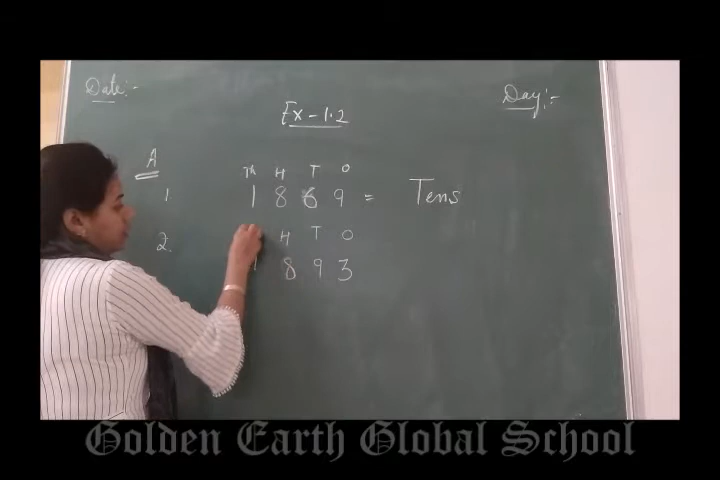 Date:-
Day:-
Ex-1.2
A
Th H T O
1. 1 8 6 9 = Tens
2. H T O
1 8 9 3
Golden Earth Global School